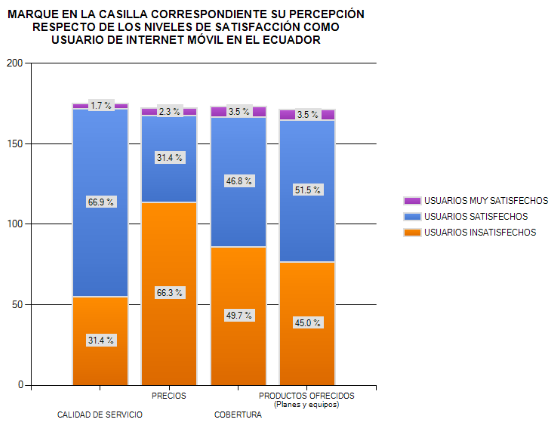 MARQUE EN LA CASILLA CORRESPONDIENTE SU PERCEPCIÓN
RESPECTO DE LOS NIVELES DE SATISFACCIÓN COMO
USUARIO DE INTERNET MÓVIL EN EL ECUADOR
200
150
100
50
0
1.7 %
66.9 %
31.4 %
2.3 %
31.4 %
66.3 %
3.5 %
46.8 %
49.7 %
3.5 %
51.5 %
45.0 %
CALIDAD DE SERVICIO
PRECIOS
COBERTURA
PRODUCTOS OFRECIDOS
(Planes y equipos)
USUARIOS MUY SATISFECHOS
USUARIOS SATISFECHOS
USUARIOS INSATISFECHOS